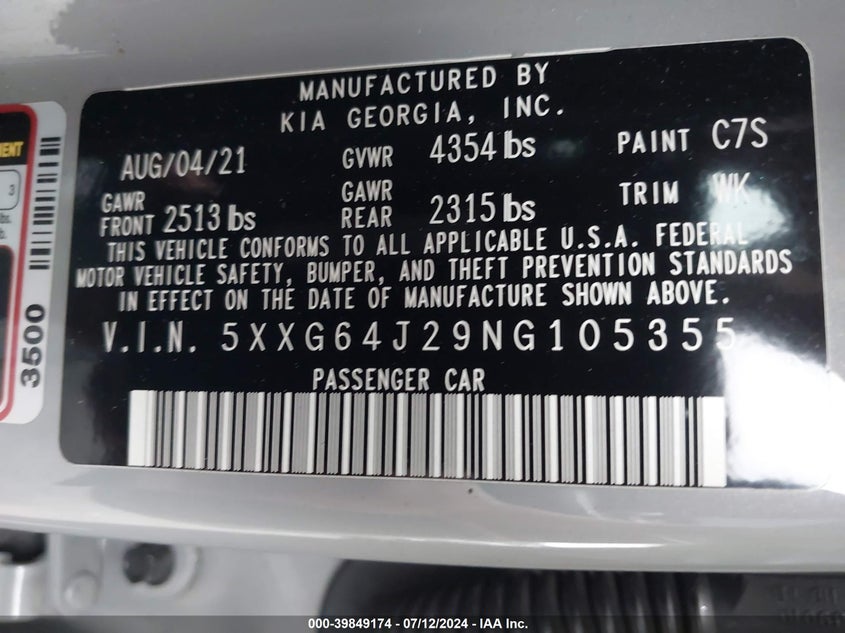 MANUFACTURED BY
KIA GEORGIA, INC.
AUG/04/21 GVWR 4354 lbs PAINT C7S
GAWR FRONT 2513 lbs GAWR REAR 2315 lbs TRIM WK
THIS VEHICLE CONFORMS TO ALL APPLICABLE U.S.A. FEDERAL
MOTOR VEHICLE SAFETY, BUMPER, AND THEFT PREVENTION STANDARDS
IN EFFECT ON THE DATE OF MANUFACTURE SHOWN ABOVE.
V.I.N. 5XXG64J29NG105355
PASSENGER CAR
3500
3
000-39849174 - 07/12/2024 - IAA Inc.